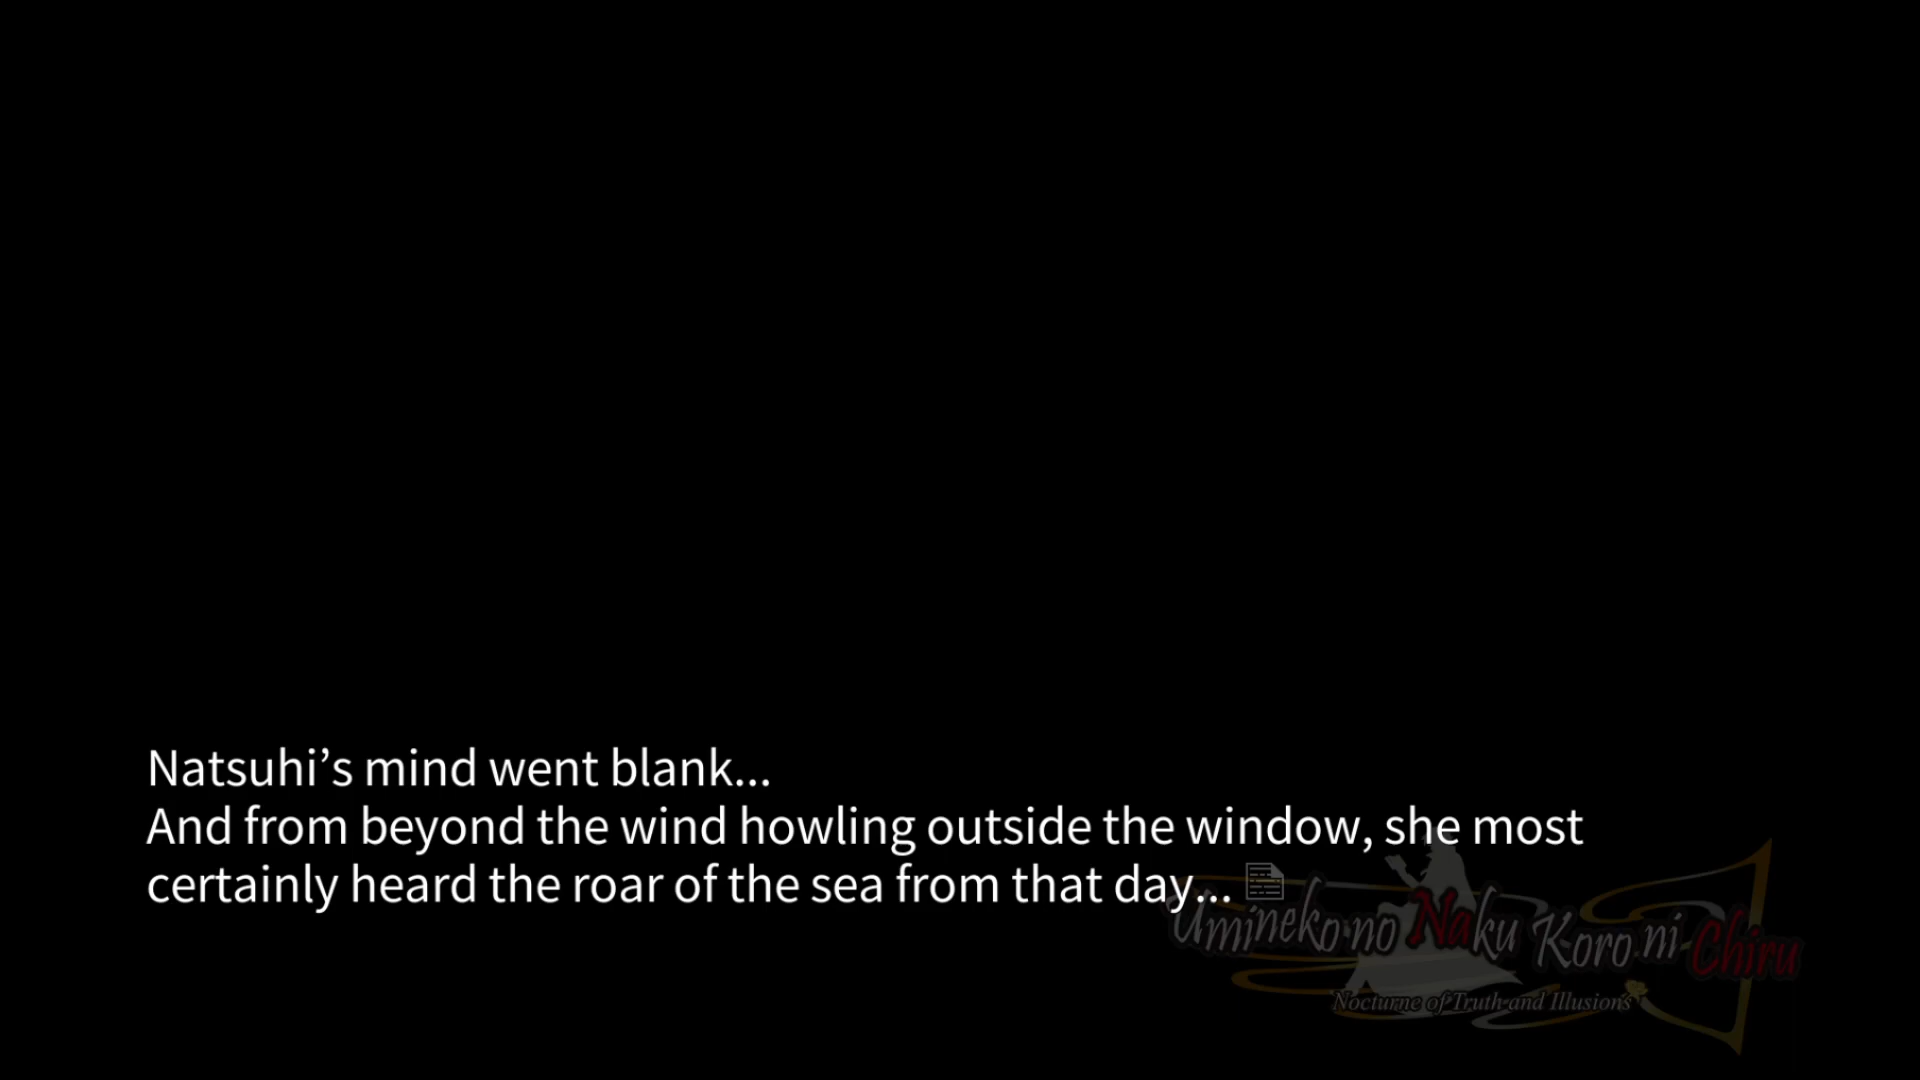 Natsuhi’s mind went blank...
And from beyond the wind howling outside the window, she most
certainly heard the roar of the sea from that day...
Umineko no Naku Koro ni Chiru
Nocturne of Truth and Illusions